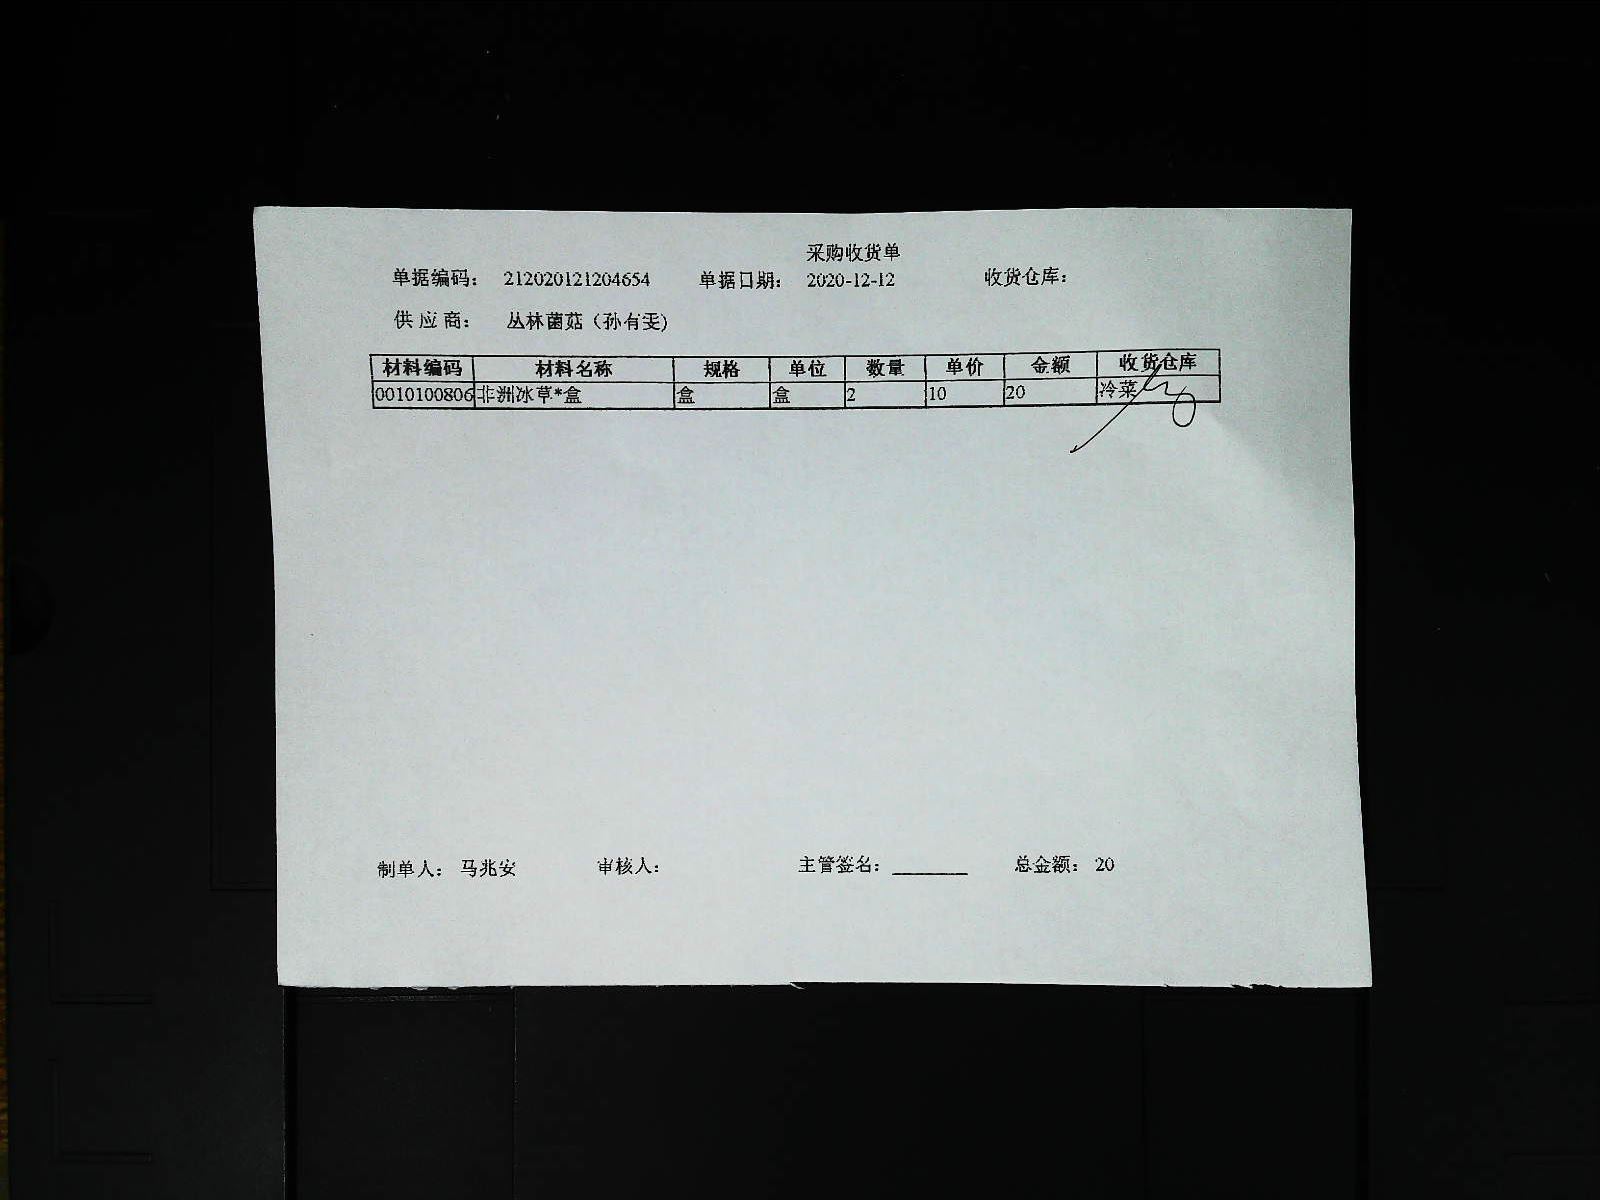 采购收货单
单据编码: 212020121204654 单据日期: 2020-12-12 收货仓库:
供应商: 丛林菌菇（孙有雯)
材料编码 材料名称 规格 单位 数量 单价 金额 收货仓库
0010100806 非洲冰草*盒 盒 盒 2 10 20 冷菜
制单人: 马兆安 审核人: 主管签名: ________ 总金额: 20